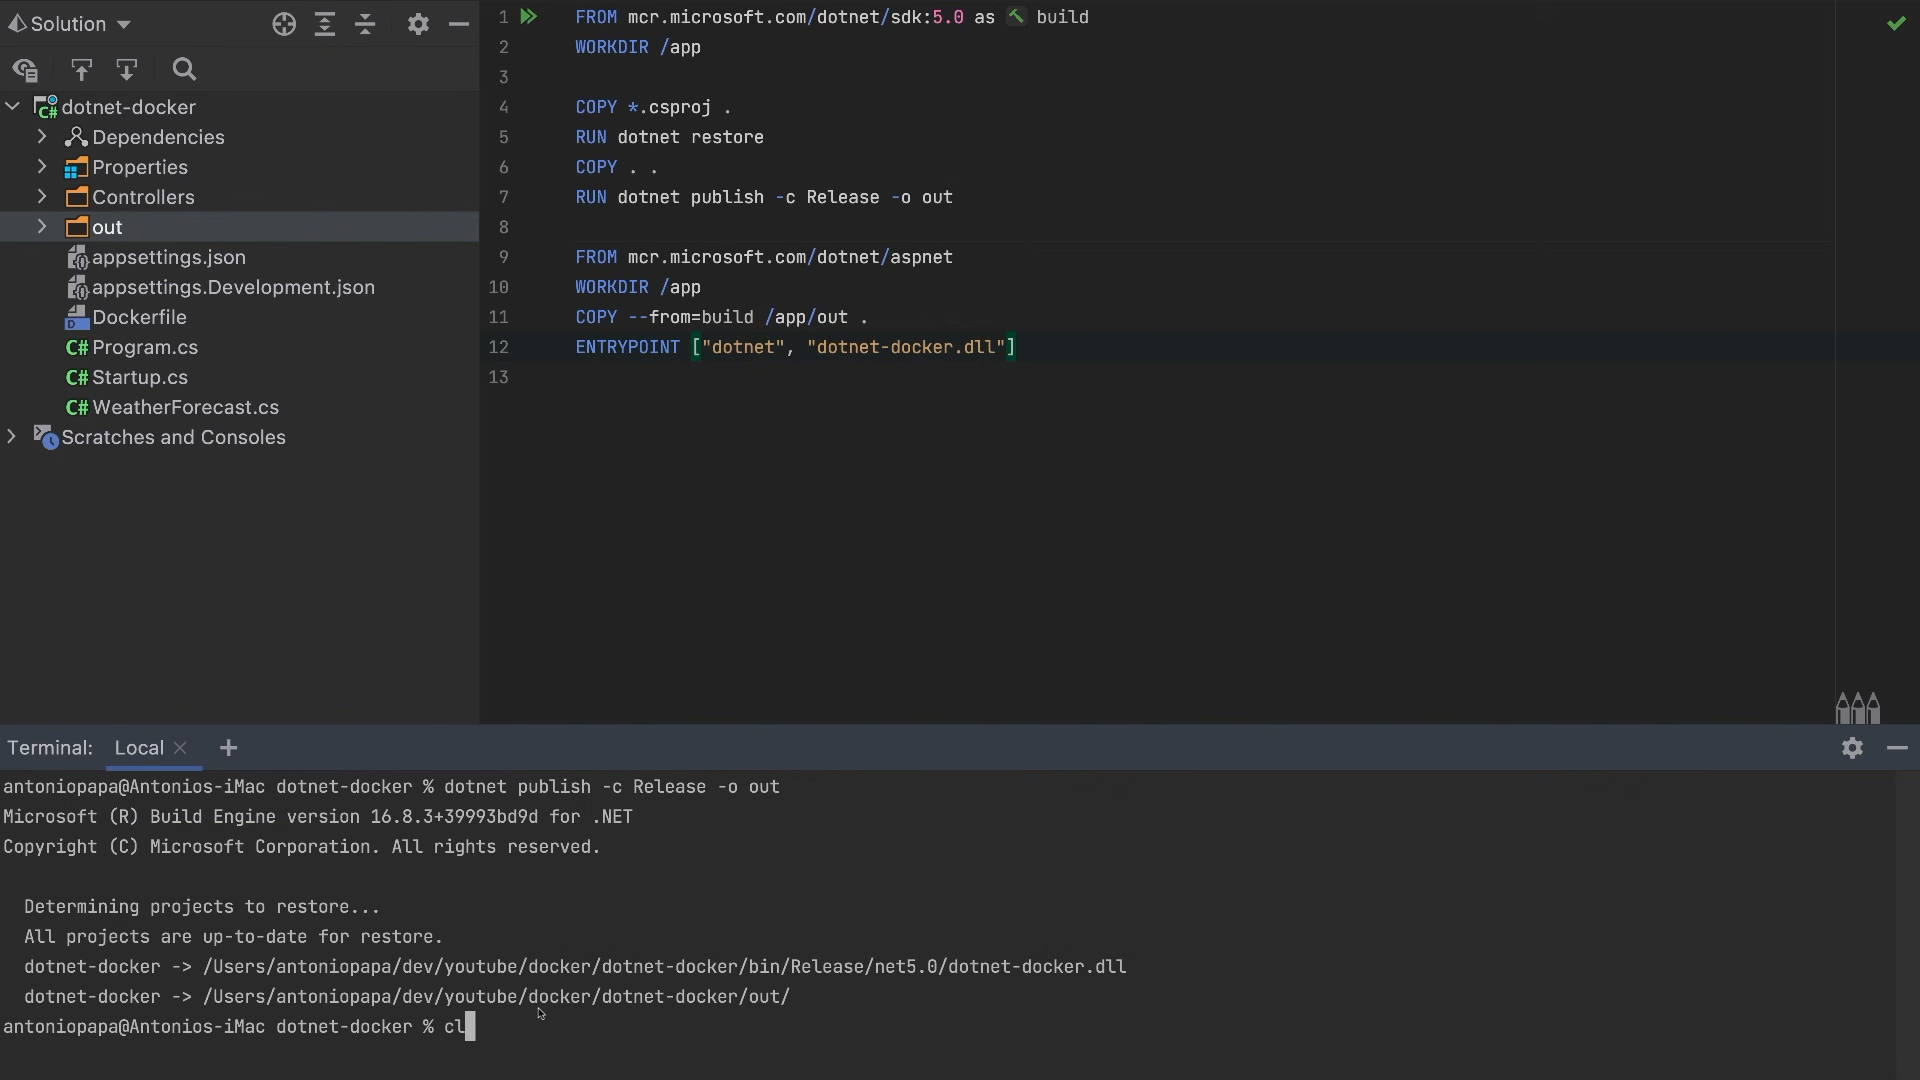 Solution
dotnet-docker
Dependencies
Properties
Controllers
out
appsettings.json
appsettings.Development.json
Dockerfile
C# Program.cs
C# Startup.cs
C# WeatherForecast.cs
Scratches and Consoles
1 FROM mcr.microsoft.com/dotnet/sdk:5.0 as build
2 WORKDIR /app
3
4 COPY *.csproj .
5 RUN dotnet restore
6 COPY . .
7 RUN dotnet publish -c Release -o out
8
9 FROM mcr.microsoft.com/dotnet/aspnet
10 WORKDIR /app
11 COPY --from=build /app/out .
12 ENTRYPOINT ["dotnet", "dotnet-docker.dll"]
13
Terminal: Local
antoniopapa@Antonios-iMac dotnet-docker % dotnet publish -c Release -o out
Microsoft (R) Build Engine version 16.8.3+39993bd9d for .NET
Copyright (C) Microsoft Corporation. All rights reserved.
Determining projects to restore...
All projects are up-to-date for restore.
dotnet-docker -> /Users/antoniopapa/dev/youtube/docker/dotnet-docker/bin/Release/net5.0/dotnet-docker.dll
dotnet-docker -> /Users/antoniopapa/dev/youtube/docker/dotnet-docker/out/
antoniopapa@Antonios-iMac dotnet-docker % cl